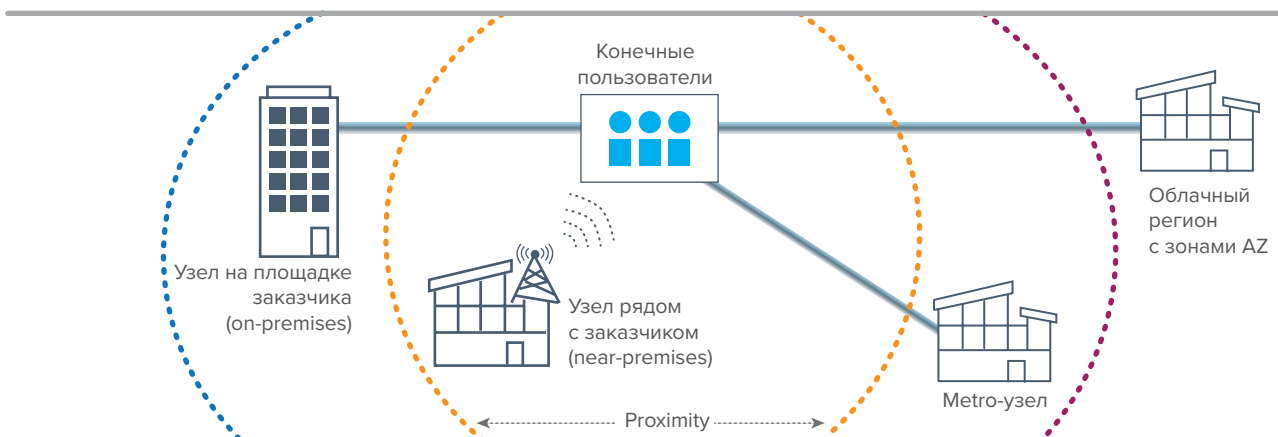 Конечные
пользователи
Облачный
регион
с зонами AZ
Узел на площадке
заказчика
(on-premises)
Узел рядом
с заказчиком
(near-premises)
Metro-узел
Proximity